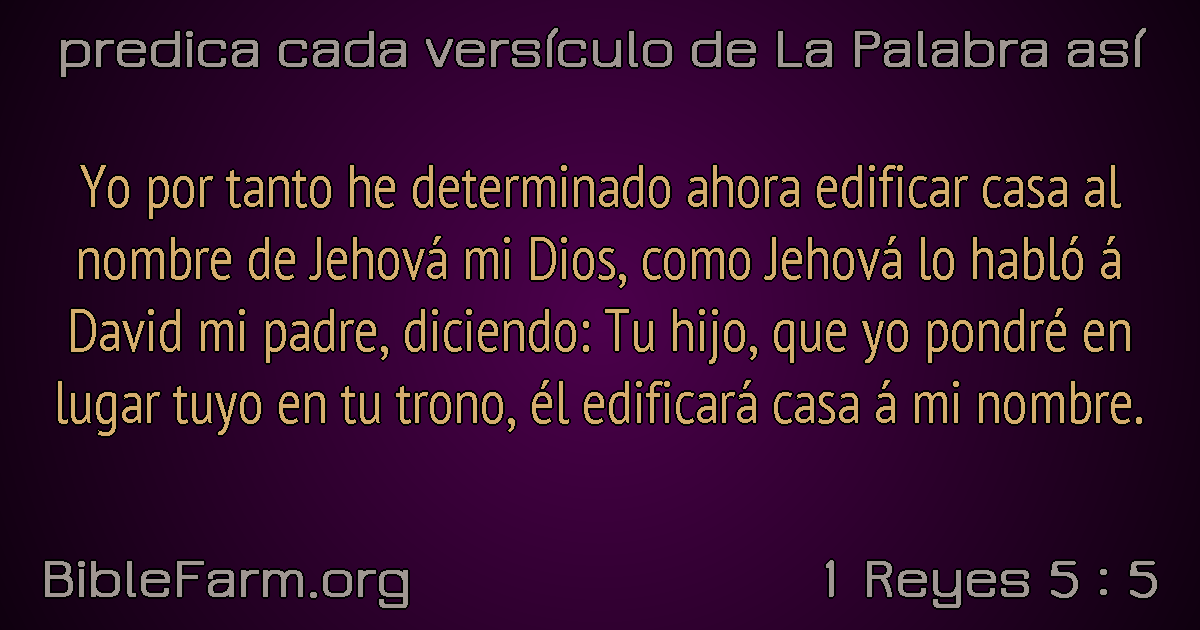 predica cada versículo de La Palabra así
Yo por tanto he determinado ahora edificar casa al
nombre de Jehová mi Dios, como Jehová lo habló á
David mi padre, diciendo: Tu hijo, que yo pondré en
lugar tuyo en tu trono, él edificará casa á mi nombre.
BibleFarm.org
1 Reyes 5 : 5